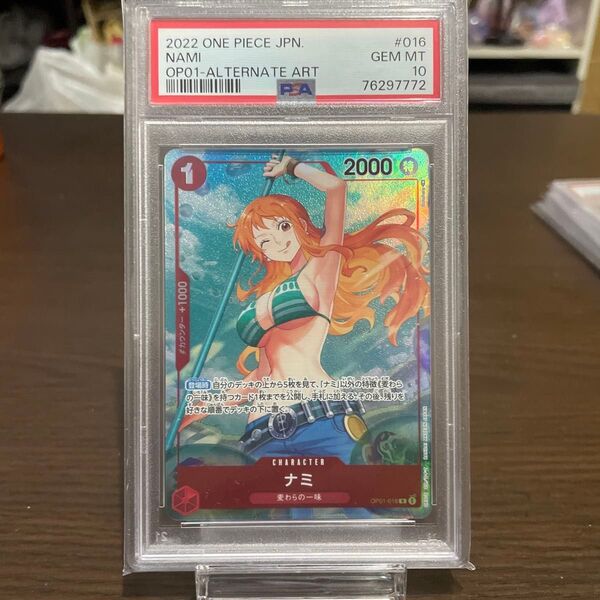 2022 ONE PIECE JPN. #016
NAMI GEM MT
OP01-ALTERNATE ART 10
PSA 76297772
1
2000
特
カウンター +1000
登場時 自分のデッキの上から5枚を見て、「ナミ」以外の特徴《麦わら
の一味》を持つカード1枚までを公開し、手札に加える。その後、残りを
好きな順番でデッキの下に置く。
CHARACTER
ナミ
麦わらの一味
OP01-016 R